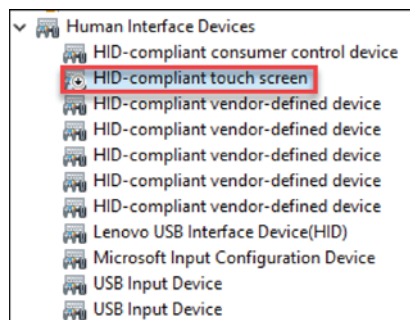 Human Interface Devices
HID-compliant consumer control device
HID-compliant touch screen
HID-compliant vendor-defined device
HID-compliant vendor-defined device
HID-compliant vendor-defined device
HID-compliant vendor-defined device
HID-compliant vendor-defined device
Lenovo USB Interface Device(HID)
Microsoft Input Configuration Device
USB Input Device
USB Input Device